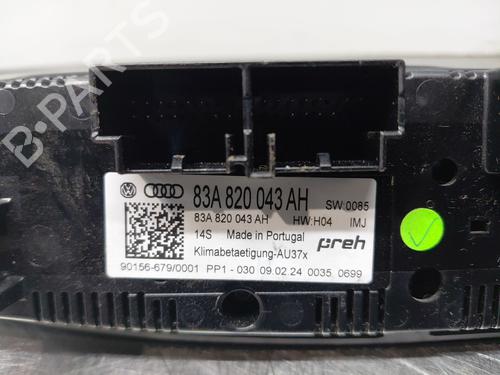 83A 820 043 AH SW:0085
83A 820 043 AH HW:H04 IMJ
14S Made in Portugal preh
Klimabetaetigung-AU37x
90156-679/0001 PP1 - 030 09.02.24 0035 0699
B-PARTS